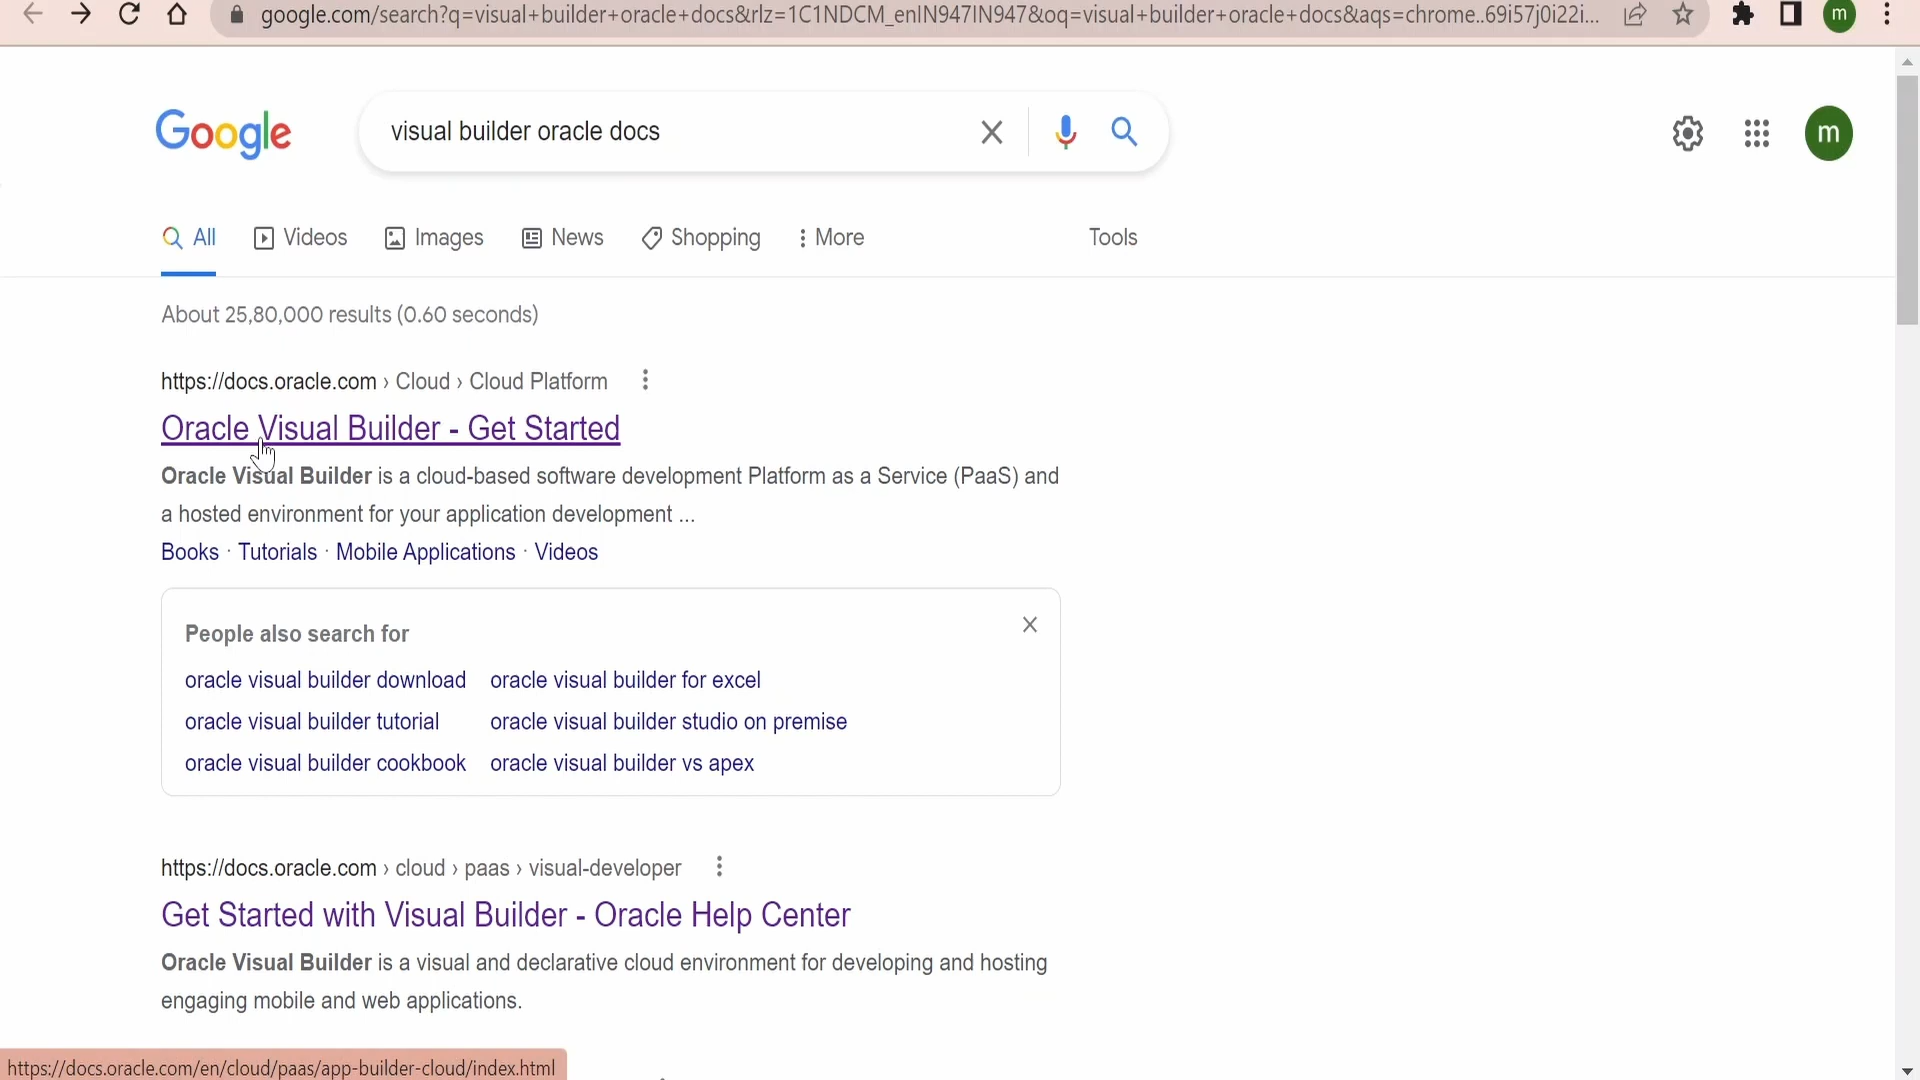 google.com/search?q=visual+builder+oracle+docs&rlz=1C1NDCM_enIN947IN947&oq=visual+builder+oracle+docs&aqs=chrome..69i57j0i22i...
m
Google
visual builder oracle docs
m
All
Videos
Images
News
Shopping
More
Tools
About 25,80,000 results (0.60 seconds)
https://docs.oracle.com › Cloud › Cloud Platform
Oracle Visual Builder - Get Started
Oracle Visual Builder is a cloud-based software development Platform as a Service (PaaS) and
a hosted environment for your application development ...
Books · Tutorials · Mobile Applications · Videos
People also search for
oracle visual builder download oracle visual builder for excel
oracle visual builder tutorial oracle visual builder studio on premise
oracle visual builder cookbook oracle visual builder vs apex
https://docs.oracle.com › cloud › paas › visual-developer
Get Started with Visual Builder - Oracle Help Center
Oracle Visual Builder is a visual and declarative cloud environment for developing and hosting
engaging mobile and web applications.
https://docs.oracle.com/en/cloud/paas/app-builder-cloud/index.html